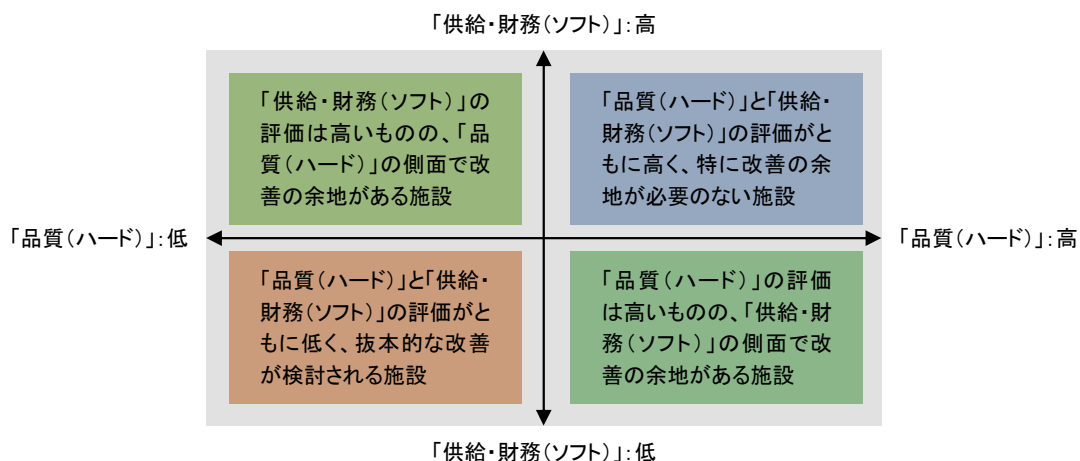 「供給・財務(ソフト)」:高
「供給・財務(ソフト)」の
評価は高いものの、「品
質(ハード)」の側面で改
善の余地がある施設
「品質(ハード)」と「供給・
財務(ソフト)」の評価がと
もに高く、特に改善の余
地が必要のない施設
「品質(ハード)」:低
「品質(ハード)」:高
「品質(ハード)」と「供給・
財務(ソフト)」の評価がと
もに低く、抜本的な改善
が検討される施設
「品質(ハード)」の評価
は高いものの、「供給・財
務(ソフト)」の側面で改
善の余地がある施設
「供給・財務(ソフト)」:低